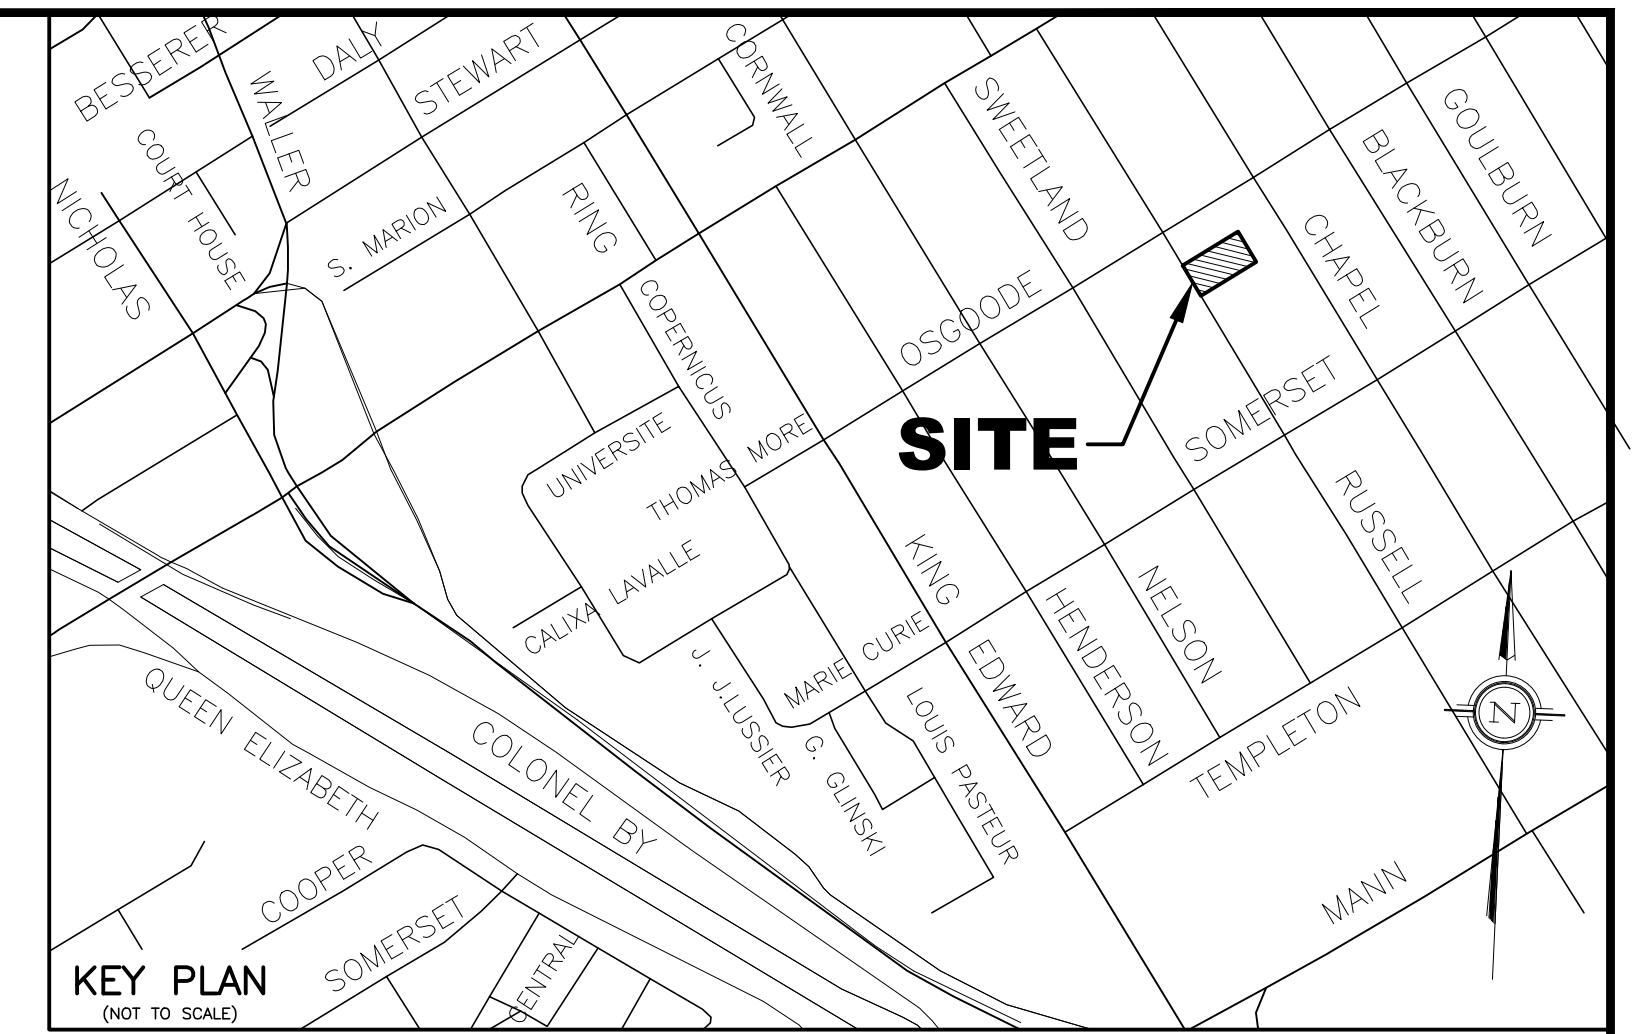 BESSERER
DALY
STEWART
WALLER
CORNWALL
SWEETLAND
GOULBURN
BLACKBURN
COURT HOUSE
NICHOLAS
S. MARION
RING
CHAPEL
COPERNICUS
OSGOODE
SOMERSET
SITE
UNIVERSITE
THOMAS MORE
RUSSELL
CALIXA LAVALLE
KING
EDWARD
HENDERSON
NELSON
MARIE CURIE
J. J.LUSSIER
G. GLINSKI
LOUIS PASTEUR
TEMPLETON
N
QUEEN ELIZABETH
COLONEL BY
MANN
COOPER
SOMERSET
CENTRAL
KEY PLAN
(NOT TO SCALE)